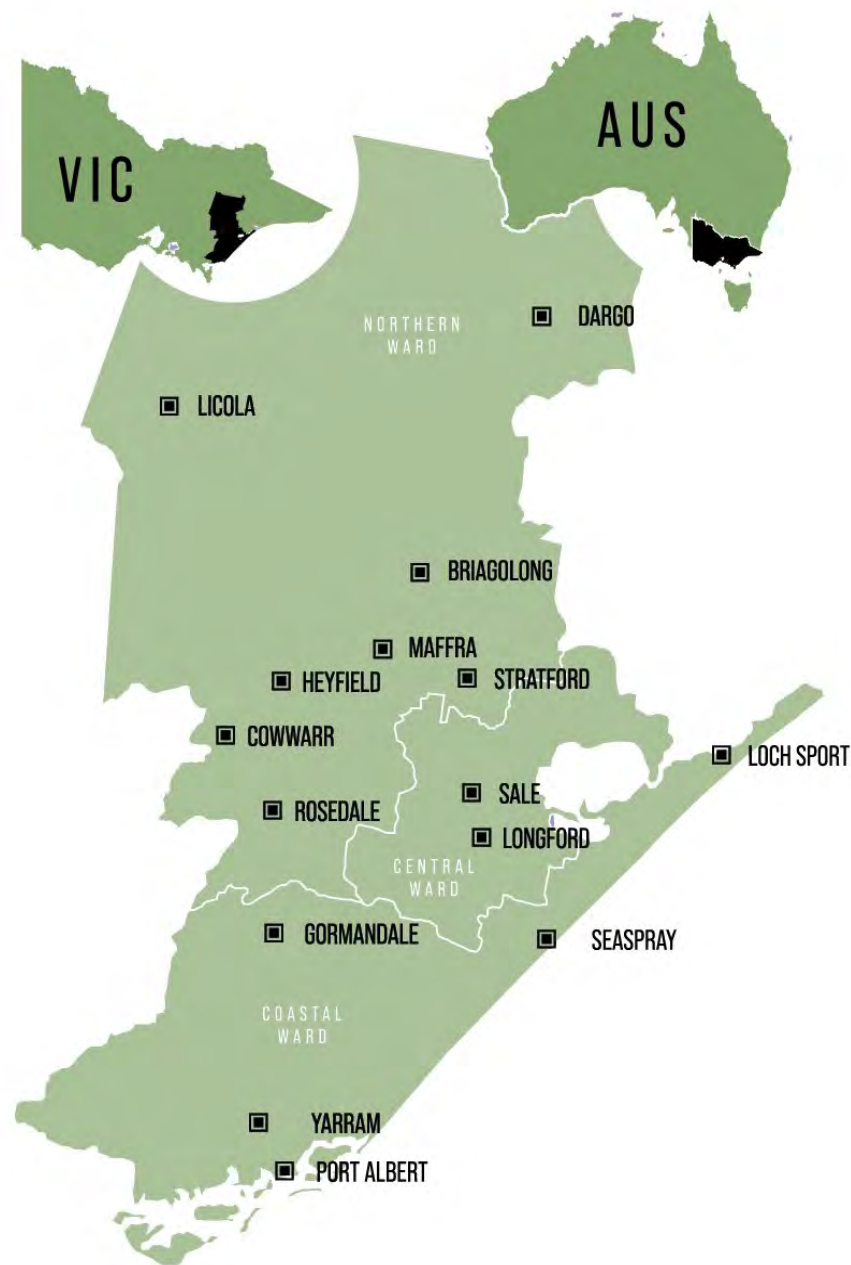 AUS
VIC
NORTHERN
WARD
DARGO
LICOLA
BRIAGOLONG
MAFFRA
HEYFIELD
STRATFORD
COWWARR
LOCH SPORT
SALE
ROSEDALE
LONGFORD
CENTRAL
WARD
GORMANDALE
SEASPRAY
COASTAL
WARD
YARRAM
PORT ALBERT